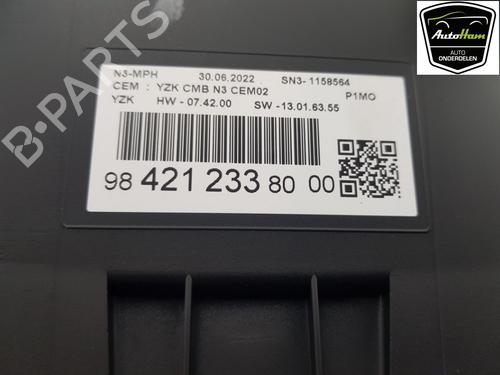 AutoHam
AUTO
ONDERDELEN
N3-MPH 30.06.2022 SN3-1158564
CEM : YZK CMB N3 CEM02 P1MO
YZK HW -07.42.00 SW -13.01.63.55
98 421 233 80 00
B-PARTS